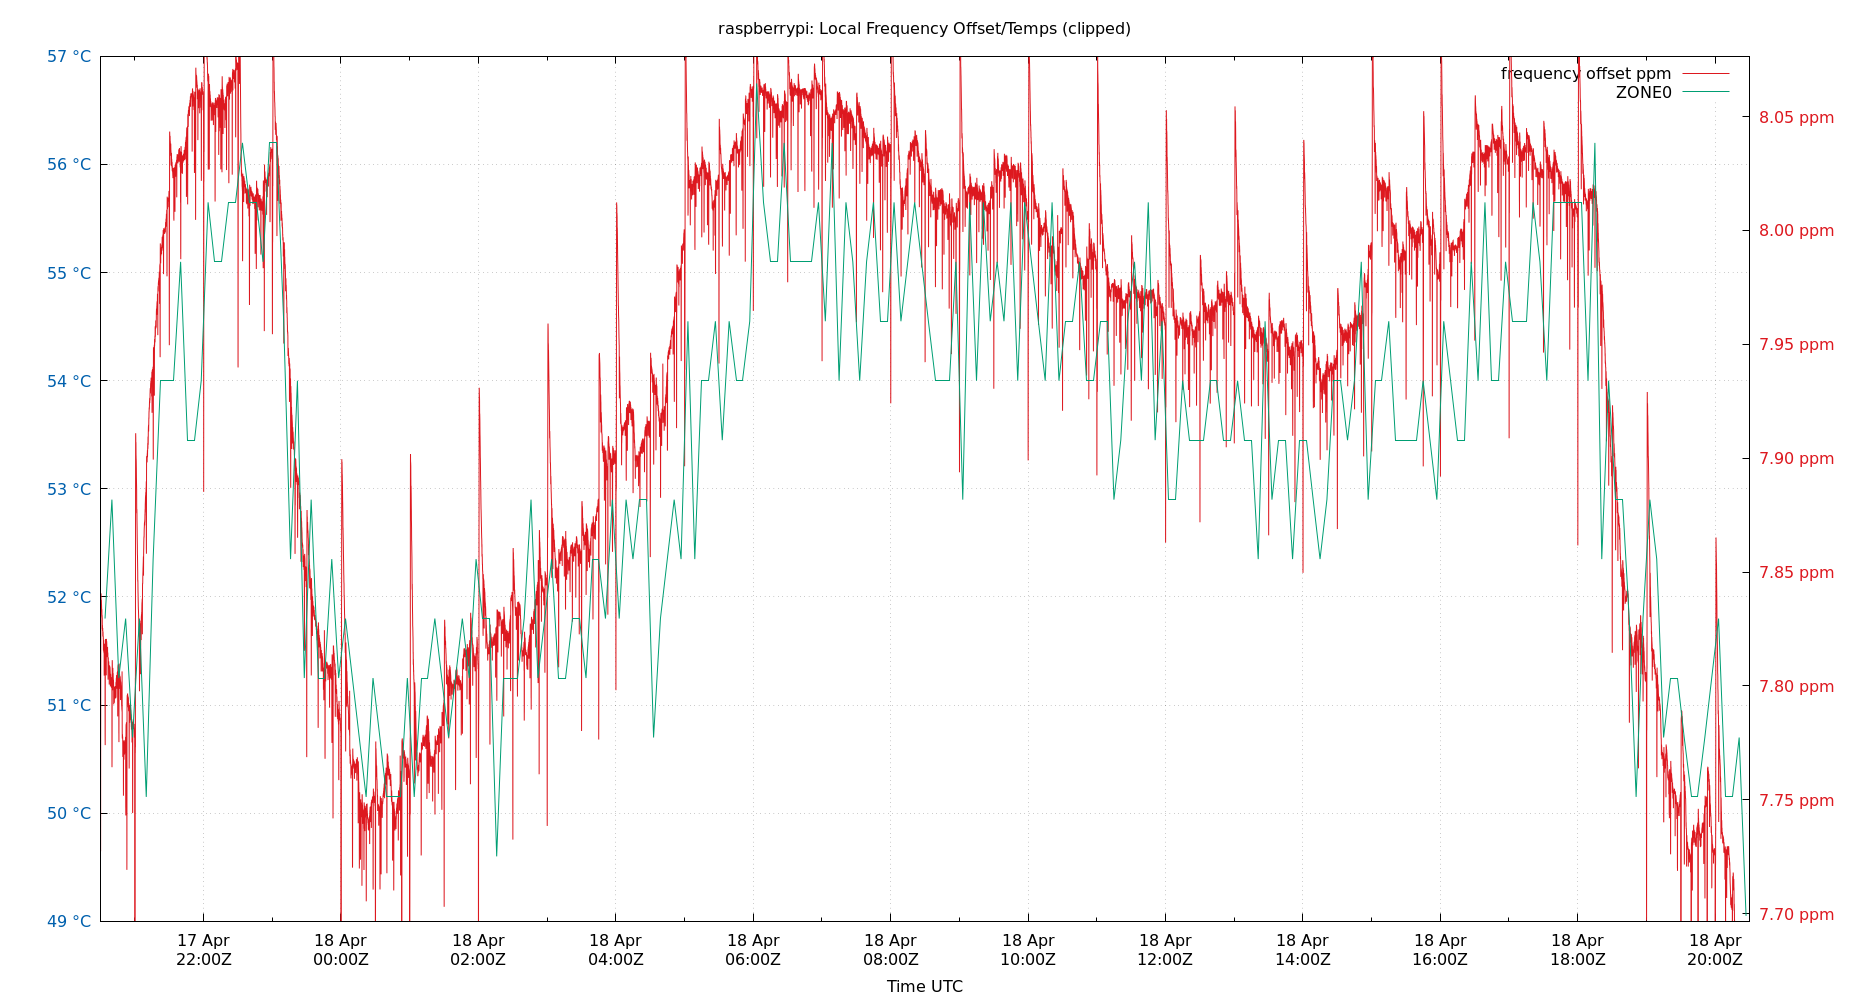 raspberrypi: Local Frequency Offset/Temps (clipped)
57 °C
56 °C
55 °C
54 °C
53 °C
52 °C
51 °C
50 °C
49 °C
frequency offset ppm
ZONE0
8.05 ppm
8.00 ppm
7.95 ppm
7.90 ppm
7.85 ppm
7.80 ppm
7.75 ppm
7.70 ppm
17 Apr 18 Apr 18 Apr 18 Apr 18 Apr 18 Apr 18 Apr 18 Apr 18 Apr 18 Apr 18 Apr 18 Apr
22:00Z 00:00Z 02:00Z 04:00Z 06:00Z 08:00Z 10:00Z 12:00Z 14:00Z 16:00Z 18:00Z 20:00Z
Time UTC